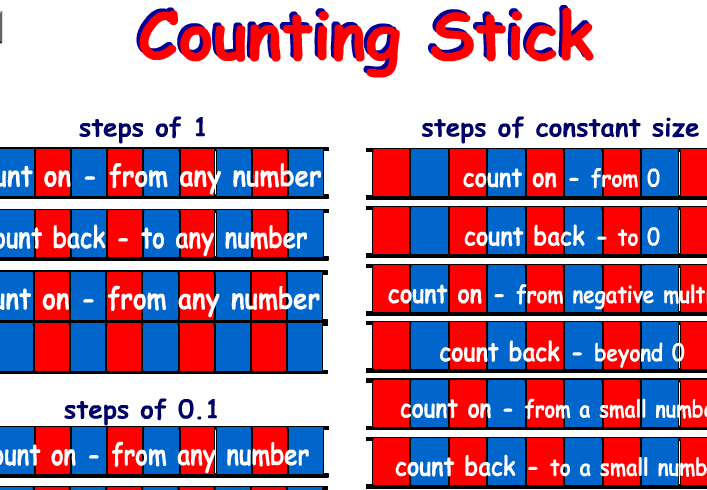 Counting Stick
steps of 1
unt on - from any number
ount back - to any number
unt on - from any number
steps of 0.1
ount on - from any number
steps of constant size
count on - from 0
count back - to 0
count on - from negative mult
count back - beyond 0
count on - from a small numbe
count back - to a small numb